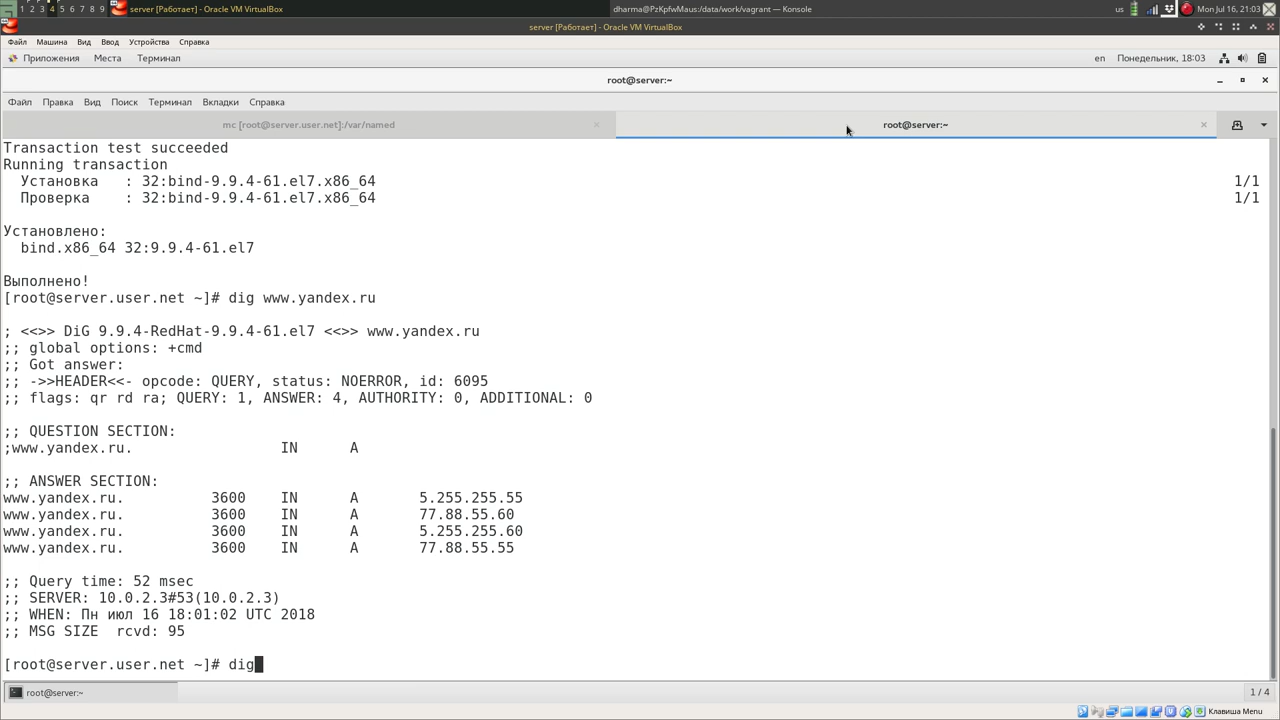 1 2 3 4 5 6 7 8 9 server [Работает] - Oracle VM VirtualBox dharma@PzKpfwMaus:/data/work/vagrant — Konsole us Mon Jul 16, 21:03
server [Работает] - Oracle VM VirtualBox
Файл Машина Вид Ввод Устройства Справка
Приложения Места Терминал en Понедельник, 18:03
root@server:~
Файл Правка Вид Поиск Терминал Вкладки Справка
mc [root@server.user.net]:/var/named root@server:~
Transaction test succeeded
Running transaction
Установка : 32:bind-9.9.4-61.el7.x86_64 1/1
Проверка : 32:bind-9.9.4-61.el7.x86_64 1/1
Установлено:
bind.x86_64 32:9.9.4-61.el7
Выполнено!
[root@server.user.net ~]# dig www.yandex.ru
; <<>> DiG 9.9.4-RedHat-9.9.4-61.el7 <<>> www.yandex.ru
;; global options: +cmd
;; Got answer:
;; ->>HEADER<<- opcode: QUERY, status: NOERROR, id: 6095
;; flags: qr rd ra; QUERY: 1, ANSWER: 4, AUTHORITY: 0, ADDITIONAL: 0
;; QUESTION SECTION:
;www.yandex.ru. IN A
;; ANSWER SECTION:
www.yandex.ru. 3600 IN A 5.255.255.55
www.yandex.ru. 3600 IN A 77.88.55.60
www.yandex.ru. 3600 IN A 5.255.255.60
www.yandex.ru. 3600 IN A 77.88.55.55
;; Query time: 52 msec
;; SERVER: 10.0.2.3#53(10.0.2.3)
;; WHEN: Пн июл 16 18:01:02 UTC 2018
;; MSG SIZE rcvd: 95
[root@server.user.net ~]# dig
root@server:~ 1 / 4
Клавиша Menu